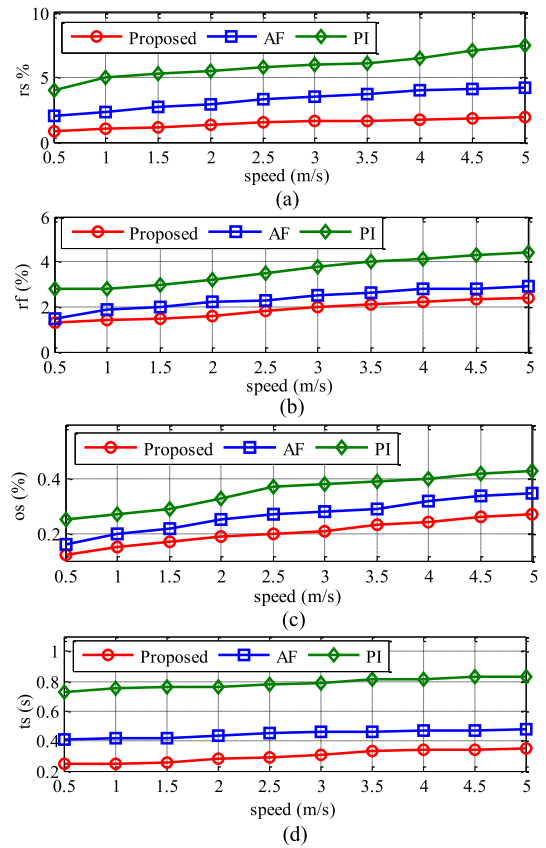 10
Proposed AF PI
rs %
5
0
0.5 1 1.5 2 2.5 3 3.5 4 4.5 5
speed (m/s)
(a)
6
Proposed AF PI
rf (%)
4
2
0
0.5 1 1.5 2 2.5 3 3.5 4 4.5 5
speed (m/s)
(b)
Proposed AF PI
os (%)
0.4
0.2
0.5 1 1.5 2 2.5 3 3.5 4 4.5 5
speed (m/s)
(c)
1
Proposed AF PI
ts (s)
0.8
0.6
0.4
0.2
0.5 1 1.5 2 2.5 3 3.5 4 4.5 5
speed (m/s)
(d)